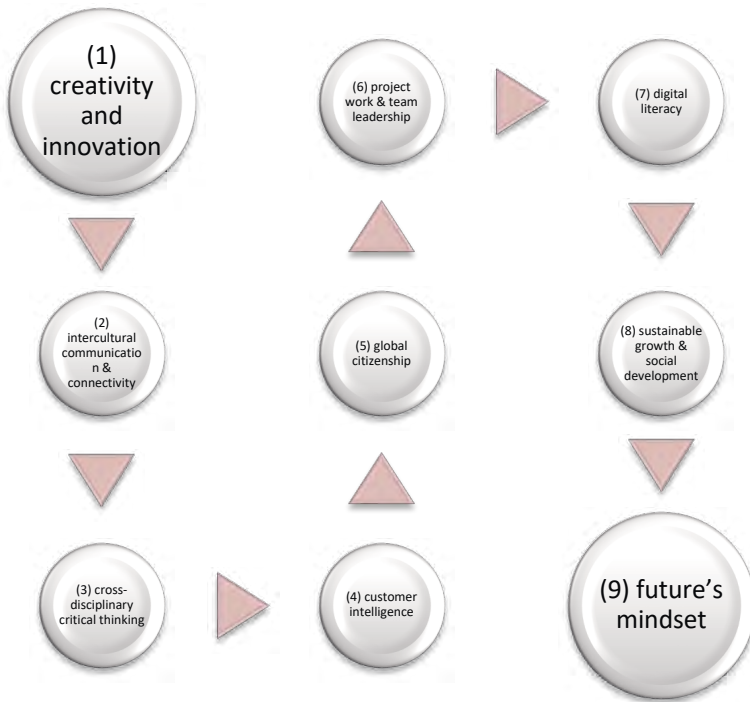 (1)
creativity
and
innovation
(2)
intercultural
communicatio
n &
connectivity
(3) cross-
disciplinary
critical thinking
(4) customer
intelligence
(5) global
citizenship
(6) project
work & team
leadership
(7) digital
literacy
(8) sustainable
growth &
social
development
(9) future’s
mindset